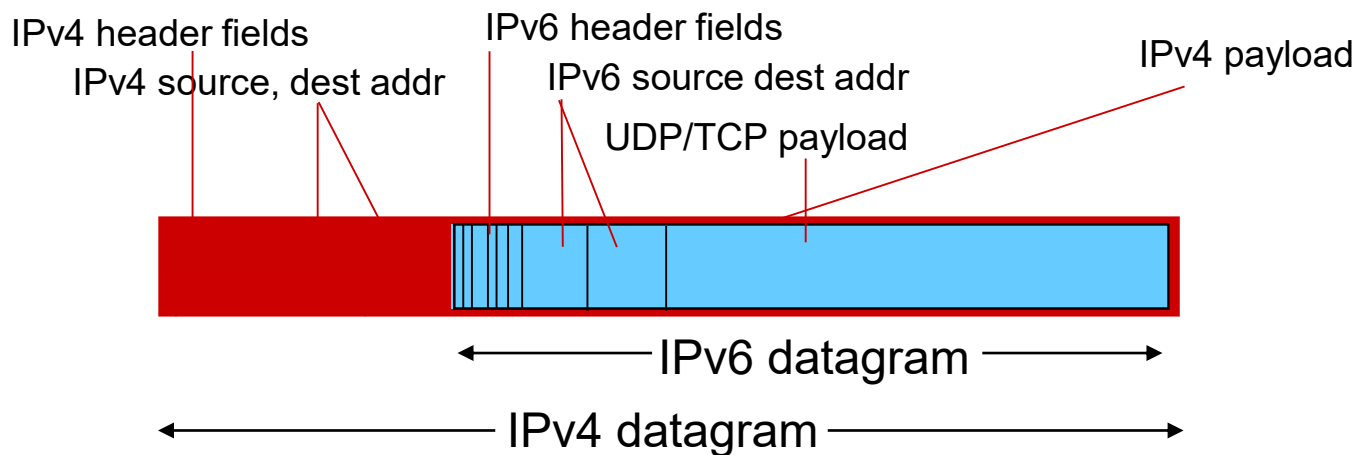 IPv4 header fields
IPv6 header fields
IPv4 payload
IPv4 source, dest addr
IPv6 source dest addr
UDP/TCP payload
IPv6 datagram
IPv4 datagram